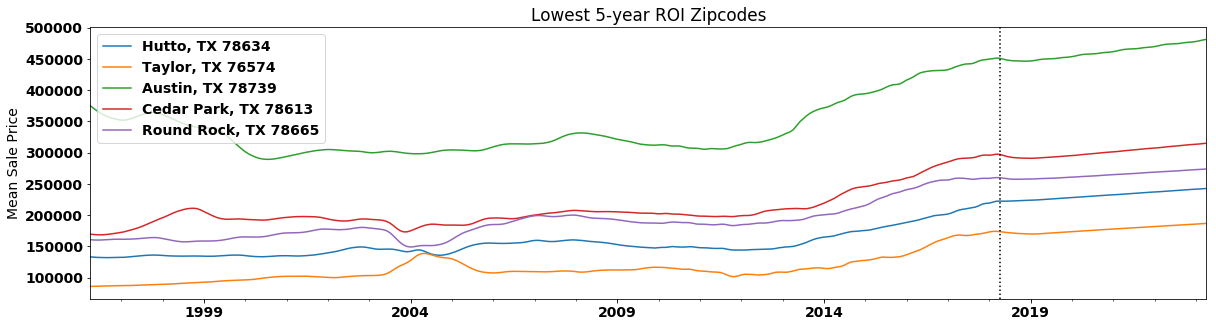 Lowest 5-year ROI Zipcodes
Mean Sale Price
500000
450000
400000
350000
300000
250000
200000
150000
100000
Hutto, TX 78634
Taylor, TX 76574
Austin, TX 78739
Cedar Park, TX 78613
Round Rock, TX 78665
1999 2004 2009 2014 2019